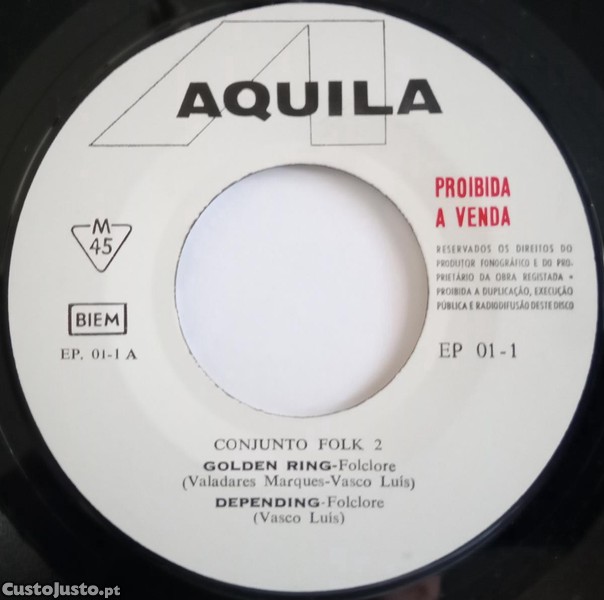 AQUILA
PROIBIDA
A VENDA
RESERVADOS OS DIREITOS DO
PRODUTOR FONOGRÁFICO E DO PRO-
PRIETÁRIO DA OBRA REGISTADA •
PROIBIDA A DUPLICAÇÃO, EXECUÇÃO
PÚBLICA E RADIODIFUSÃO DESTE DISCO
M
45
BIEM
EP. 01-1 A
EP 01-1
CONJUNTO FOLK 2
GOLDEN RING-Folclore
(Valadares Marques-Vasco Luís)
DEPENDING-Folclore
(Vasco Luis)
CustoJusto.pt